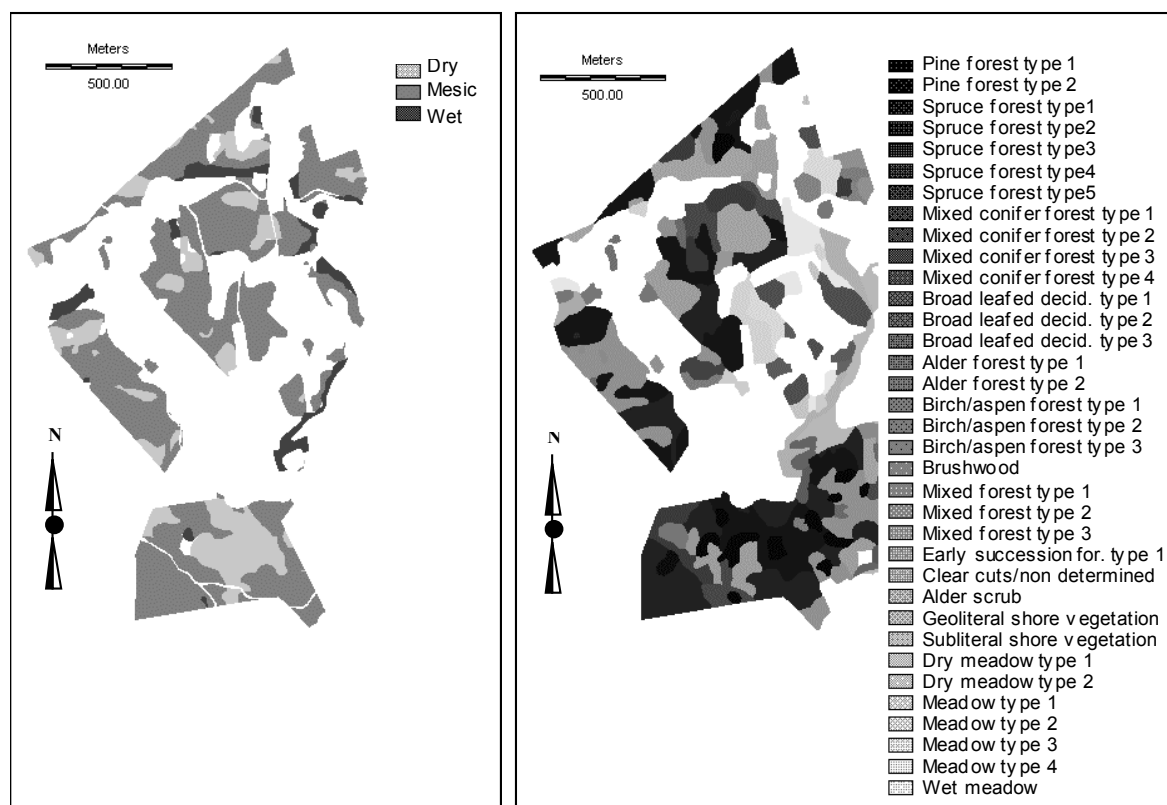 Meters
500.00
Dry
Mesic
Wet
N
Meters
500.00
N
Pine forest type 1
Pine forest type 2
Spruce forest type1
Spruce forest type2
Spruce forest type3
Spruce forest type4
Spruce forest type5
Mixed conifer forest type 1
Mixed conifer forest type 2
Mixed conifer forest type 3
Mixed conifer forest type 4
Broad leafed decid. type 1
Broad leafed decid. type 2
Broad leafed decid. type 3
Alder forest type 1
Alder forest type 2
Birch/aspen forest type 1
Birch/aspen forest type 2
Birch/aspen forest type 3
Brushwood
Mixed forest type 1
Mixed forest type 2
Mixed forest type 3
Early succession for. type 1
Clear cuts/non determined
Alder scrub
Geoliteral shore vegetation
Subliteral shore vegetation
Dry meadow type 1
Dry meadow type 2
Meadow type 1
Meadow type 2
Meadow type 3
Meadow type 4
Wet meadow